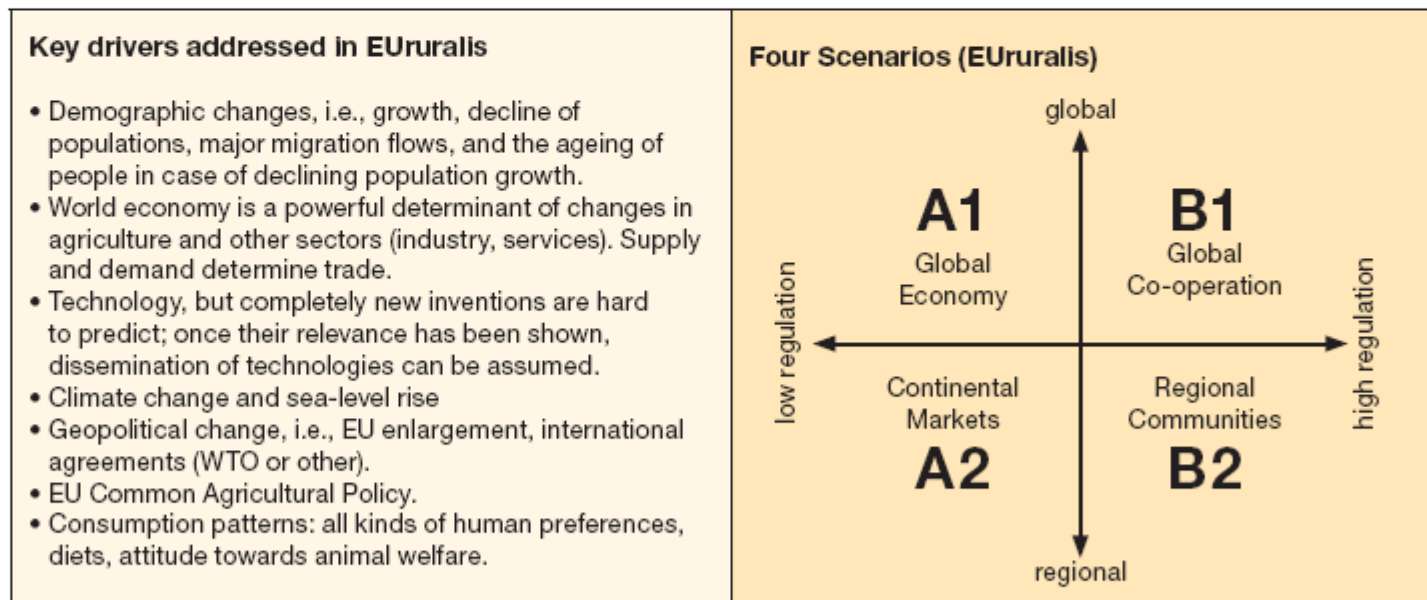 Key drivers addressed in EUruralis
• Demographic changes, i.e., growth, decline of
populations, major migration flows, and the ageing of
people in case of declining population growth.
• World economy is a powerful determinant of changes in
agriculture and other sectors (industry, services). Supply
and demand determine trade.
• Technology, but completely new inventions are hard
to predict; once their relevance has been shown,
dissemination of technologies can be assumed.
• Climate change and sea-level rise
• Geopolitical change, i.e., EU enlargement, international
agreements (WTO or other).
• EU Common Agricultural Policy.
• Consumption patterns: all kinds of human preferences,
diets, attitude towards animal welfare.
Four Scenarios (EUruralis)
global
A1
Global
Economy
B1
Global
Co-operation
low regulation
high regulation
Continental
Markets
A2
Regional
Communities
B2
regional